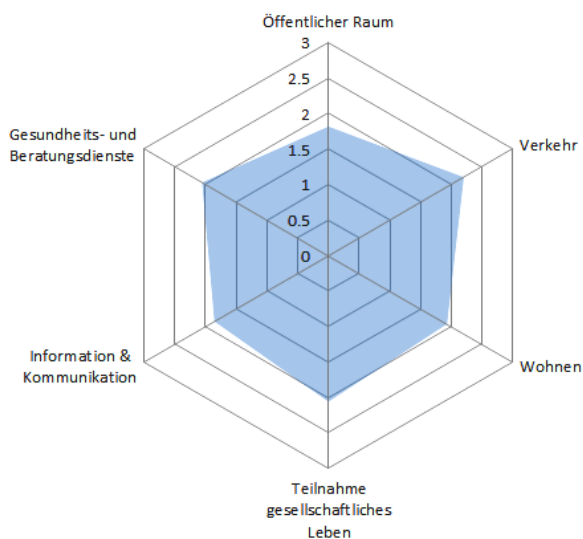 Öffentlicher Raum
3
2.5
2
1.5
1
0.5
0
Verkehr
Wohnen
Teilnahme
gesellschaftliches
Leben
Information &
Kommunikation
Gesundheits- und
Beratungsdienste